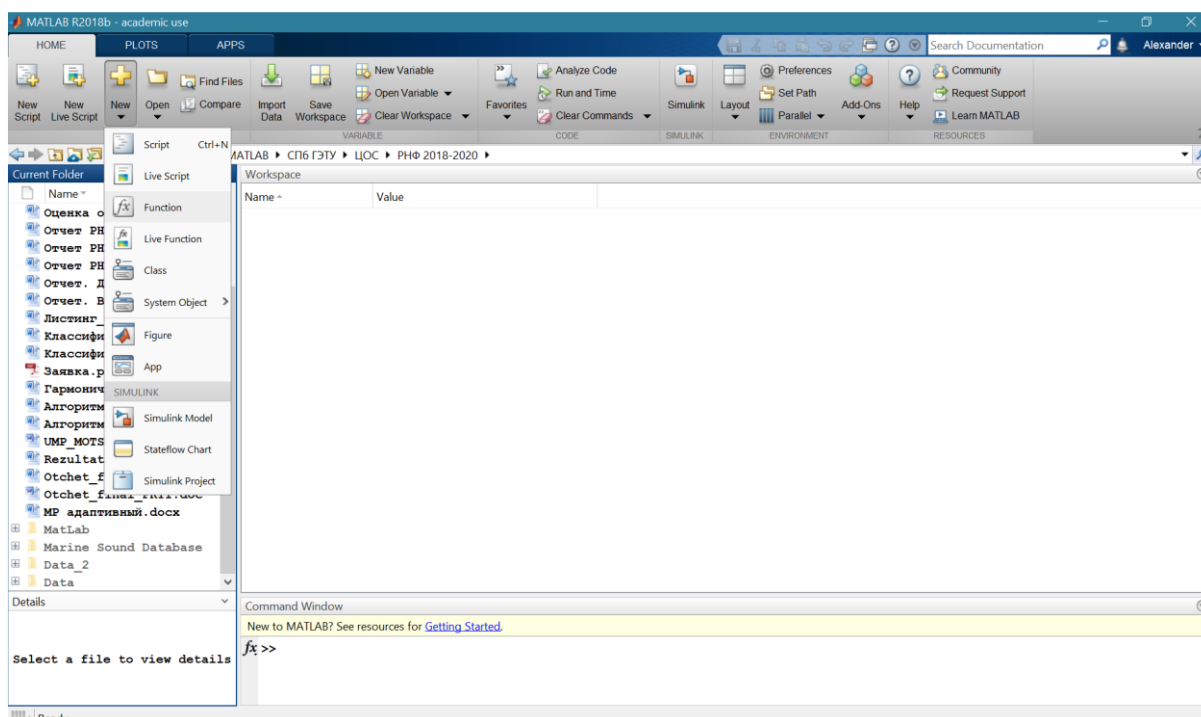 MATLAB R2018b - academic use
HOME PLOTS APPS
Search Documentation
Alexander
New Script
New Live Script
New
Open
Find Files
Compare
Import Data
Save Workspace
New Variable
Open Variable
Clear Workspace
Favorites
Analyze Code
Run and Time
Clear Commands
Simulink
Layout
Preferences
Set Path
Parallel
Add-Ons
Help
Community
Request Support
Learn MATLAB
VARIABLE CODE SIMULINK ENVIRONMENT RESOURCES
Script Ctrl+N
Live Script
Function
Live Function
Class
System Object
Figure
App
SIMULINK
Simulink Model
Stateflow Chart
Simulink Project
ATLAB СПб ГЭТУ ЦОС РНФ 2018-2020
Current Folder
Name
Оценка о
Отчет РН
Отчет РН
Отчет РН
Отчет. Д
Отчет. В
Листинг_
Классифи
Классифи
Заявка.p
Гармонич
Алгоритм
Алгоритм
UMP_MOTS
Rezultat
Otchet_f
МР адаптивный.docx
MatLab
Marine Sound Database
Data_2
Data
Details
Select a file to view details
Workspace
Name Value
Command Window
New to MATLAB? See resources for Getting Started.
fx >>